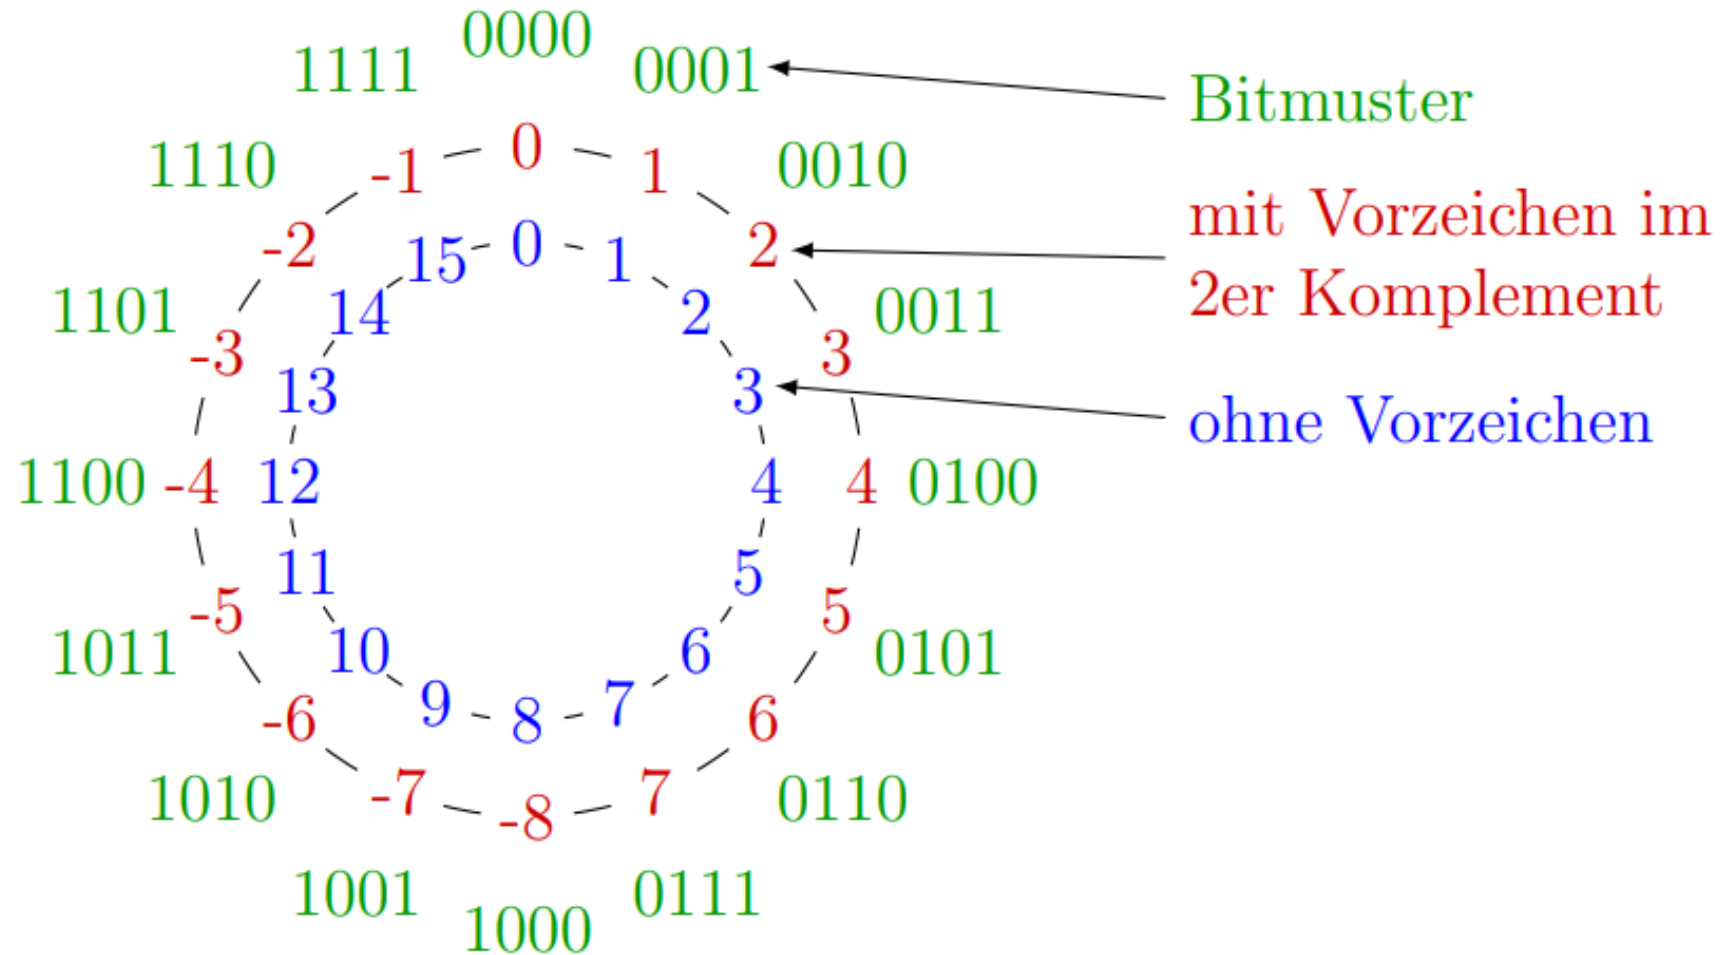 0000
1111 0001
Bitmuster
1110 0 0010
-1 1
mit Vorzeichen im
-2 15 0 1 2
2er Komplement
1101 14 2 0011
-3 3
13 3
ohne Vorzeichen
1100 -4 12 4 4 0100
11 5
-5 5
1011 10 6 0101
-6 9 8 7 6
1010 -7 -8 7 0110
1001 0111
1000